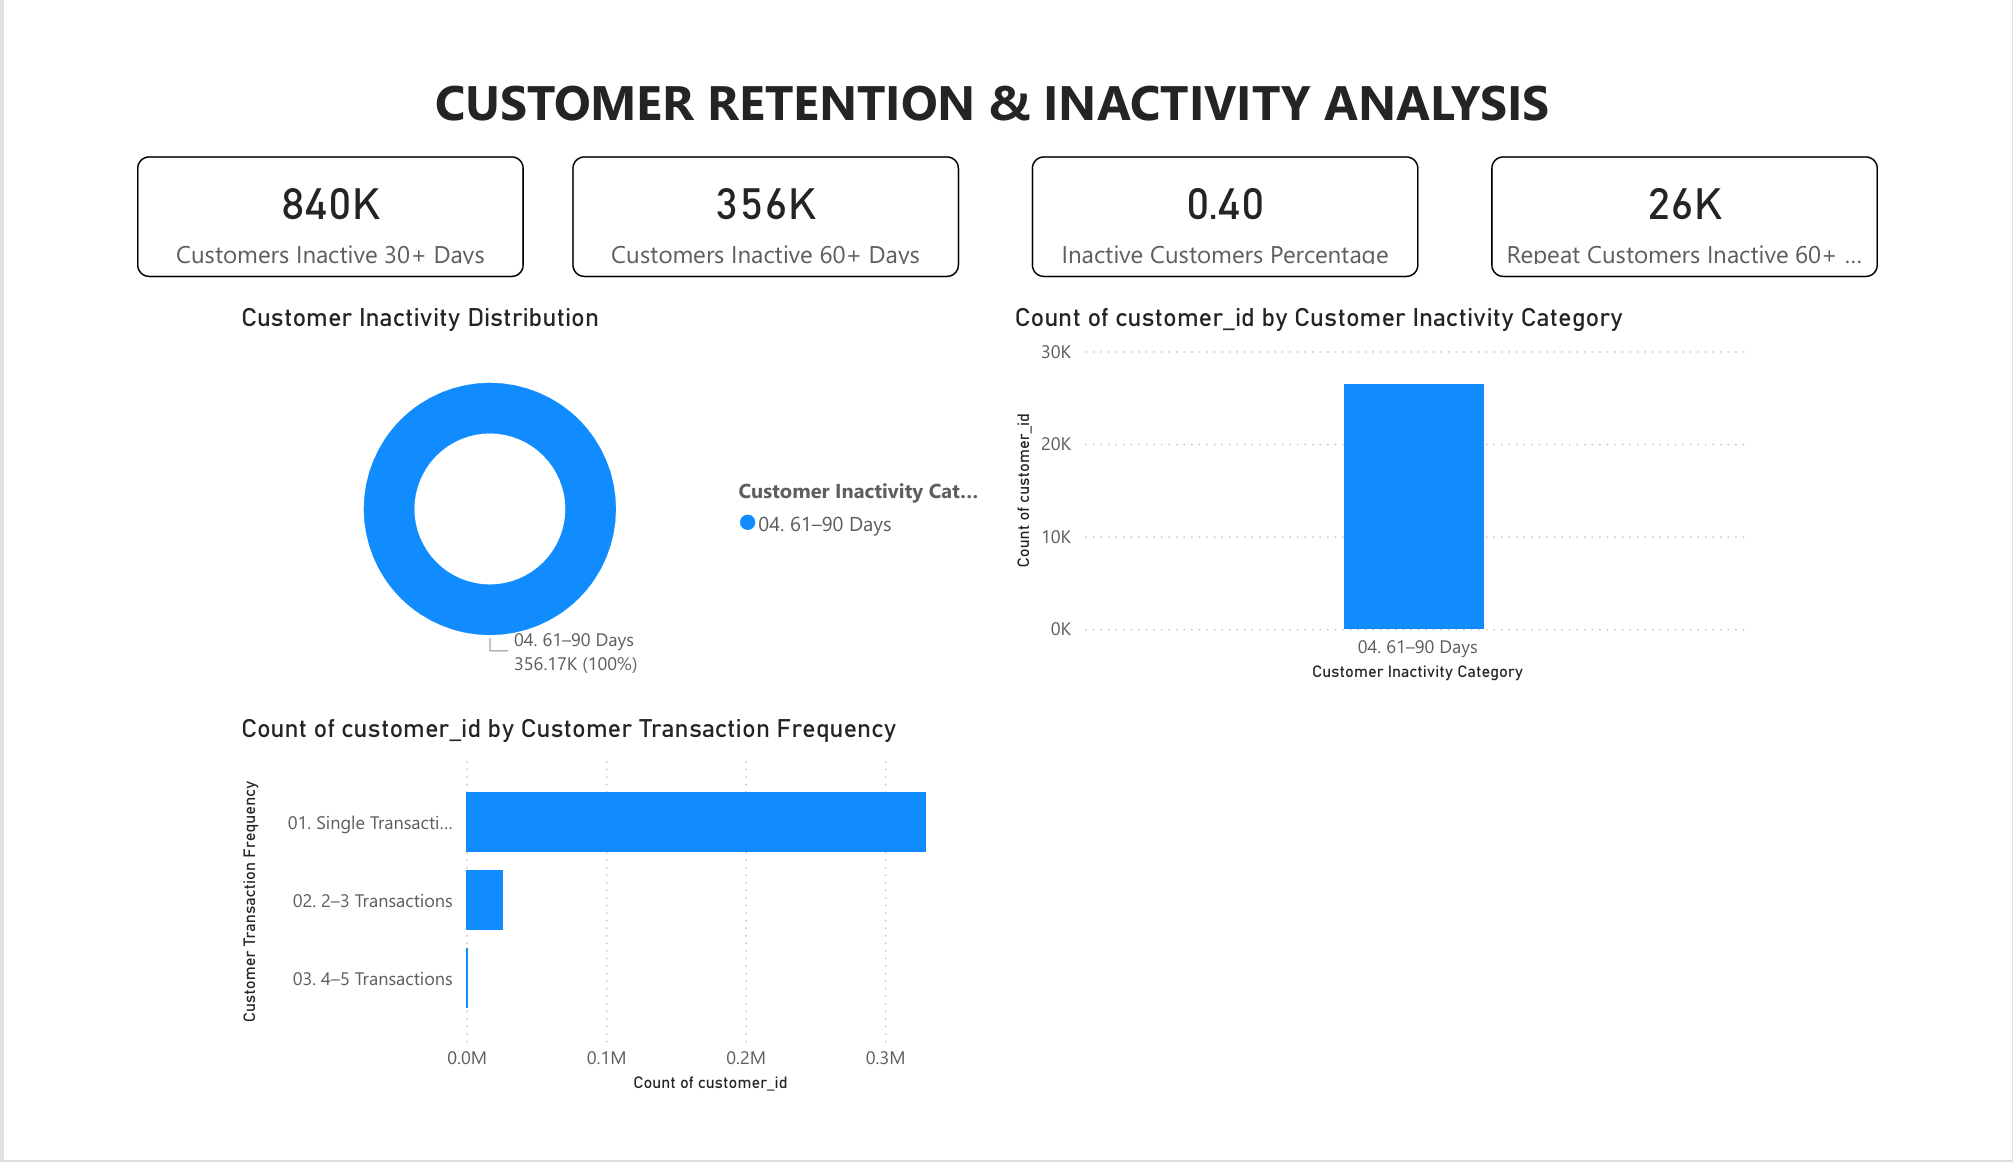 CUSTOMER RETENTION & INACTIVITY ANALYSIS
840K
Customers Inactive 30+ Days
356K
Customers Inactive 60+ Days
0.40
Inactive Customers Percentage
26K
Repeat Customers Inactive 60+ ...
Customer Inactivity Distribution
Customer Inactivity Cat...
04. 61–90 Days
04. 61–90 Days
356.17K (100%)
Count of customer_id by Customer Inactivity Category
Count of customer_id
30K
20K
10K
0K
04. 61–90 Days
Customer Inactivity Category
Count of customer_id by Customer Transaction Frequency
Customer Transaction Frequency
01. Single Transacti...
02. 2–3 Transactions
03. 4–5 Transactions
0.0M 0.1M 0.2M 0.3M
Count of customer_id